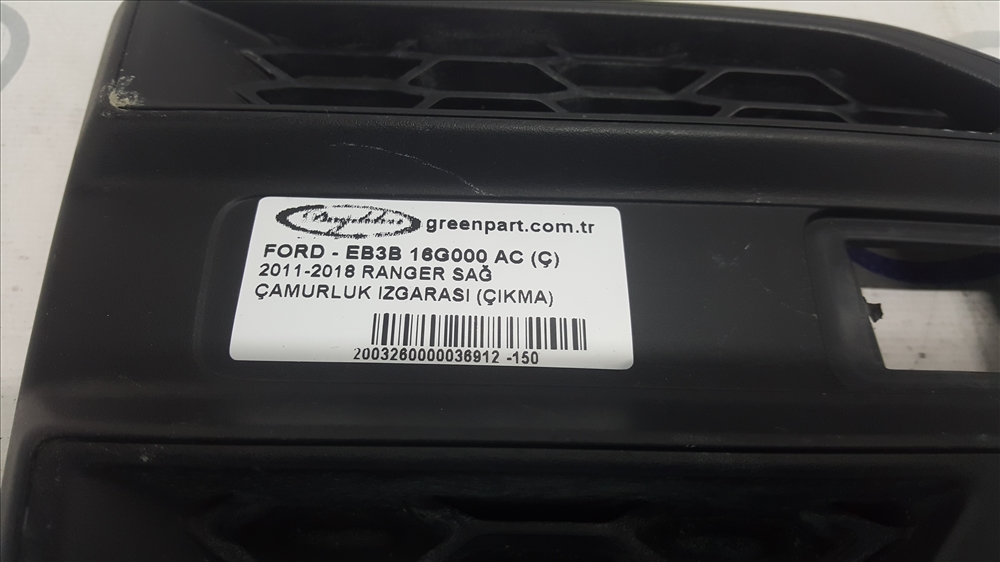 greenpart.com.tr
FORD - EB3B 16G000 AC (Ç)
2011-2018 RANGER SAĞ
ÇAMURLUK IZGARASI (ÇIKMA)
2003260000036912 -150